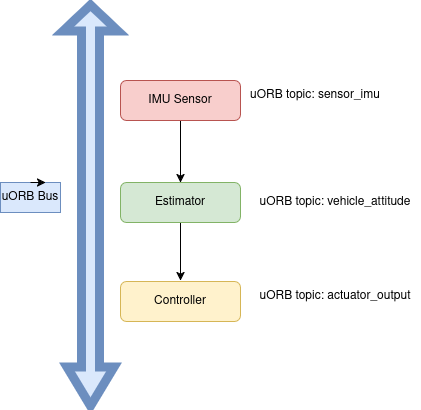 IMU Sensor
uORB topic: sensor_imu
uORB Bus
Estimator
uORB topic: vehicle_attitude
Controller
uORB topic: actuator_output